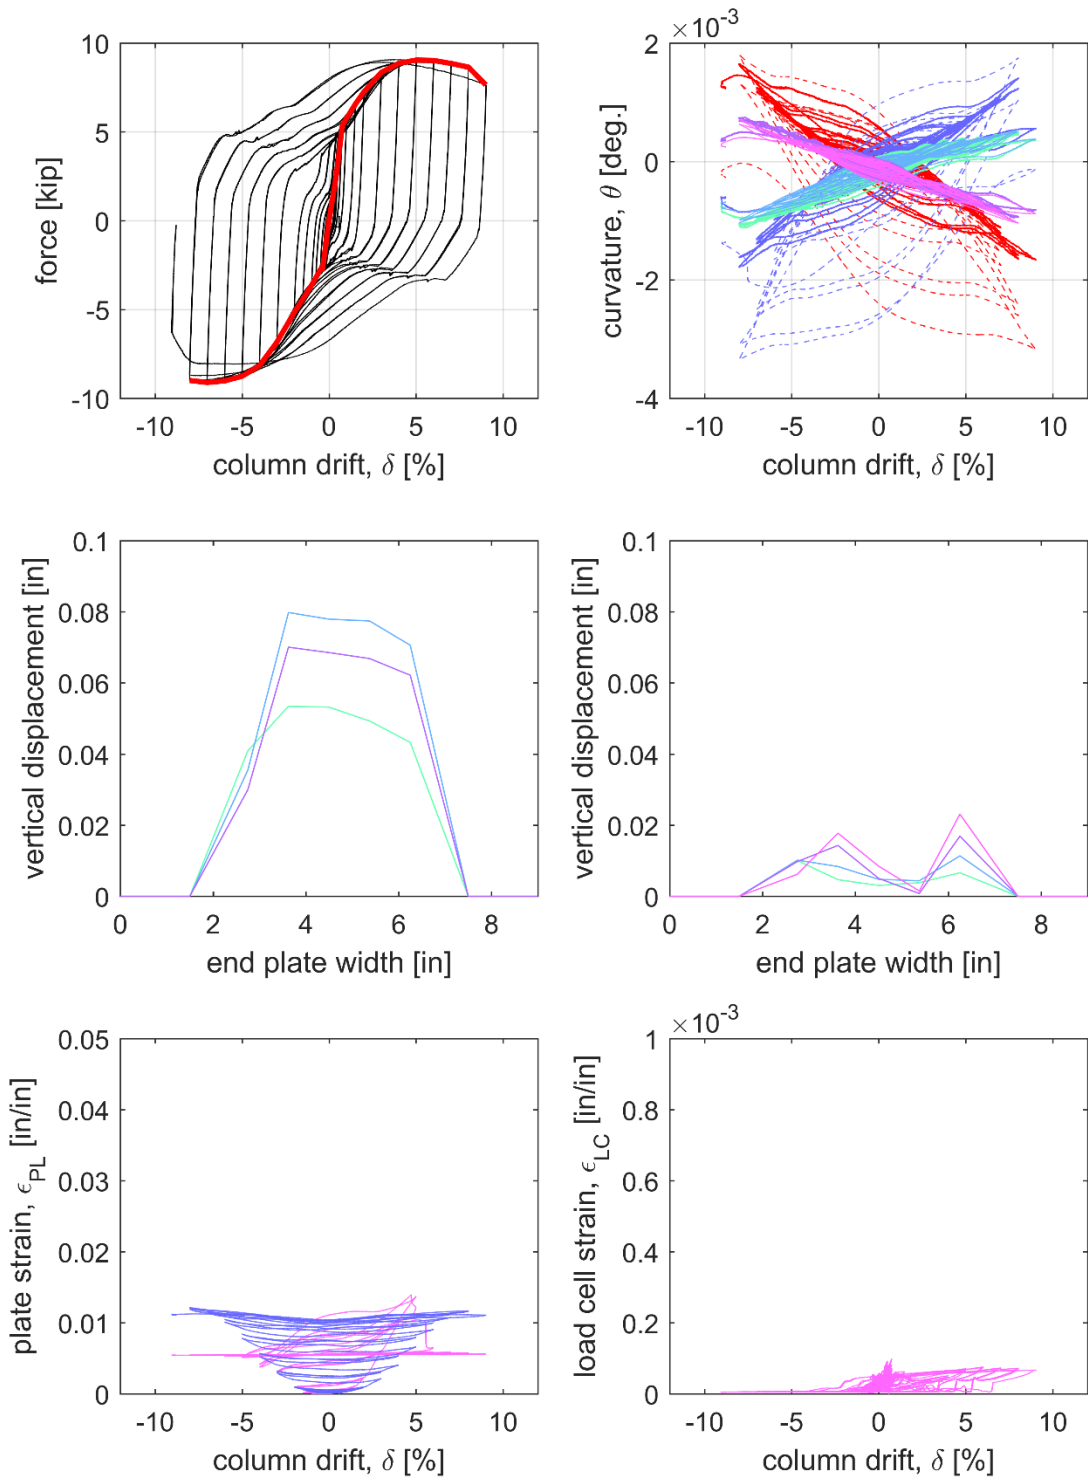 10
5
0
-5
-10
force [kip]
-10 -5 0 5 10
column drift, δ [%]
×10⁻³
2
0
-2
-4
curvature, θ [deg.]
-10 -5 0 5 10
column drift, δ [%]
0.1
0.08
0.06
0.04
0.02
0
vertical displacement [in]
0 2 4 6 8
end plate width [in]
0.1
0.08
0.06
0.04
0.02
0
vertical displacement [in]
0 2 4 6 8
end plate width [in]
0.05
0.04
0.03
0.02
0.01
0
plate strain, ϵPL [in/in]
-10 -5 0 5 10
column drift, δ [%]
×10⁻³
1
0.8
0.6
0.4
0.2
0
load cell strain, ϵLC [in/in]
-10 -5 0 5 10
column drift, δ [%]